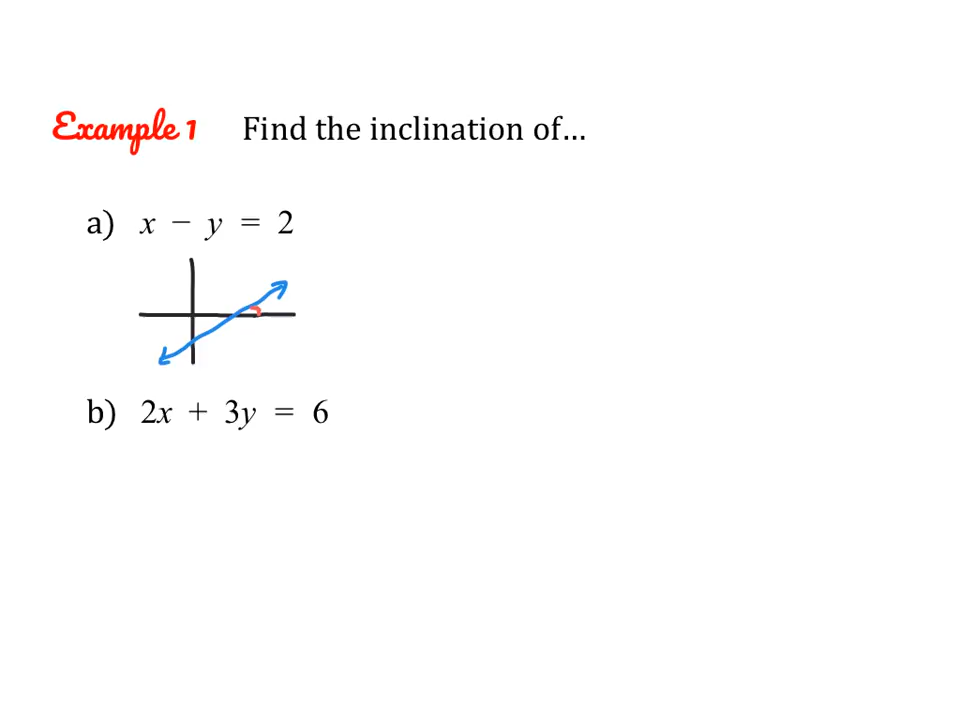 Example 1 Find the inclination of…
a) x − y = 2
b) 2x + 3y = 6